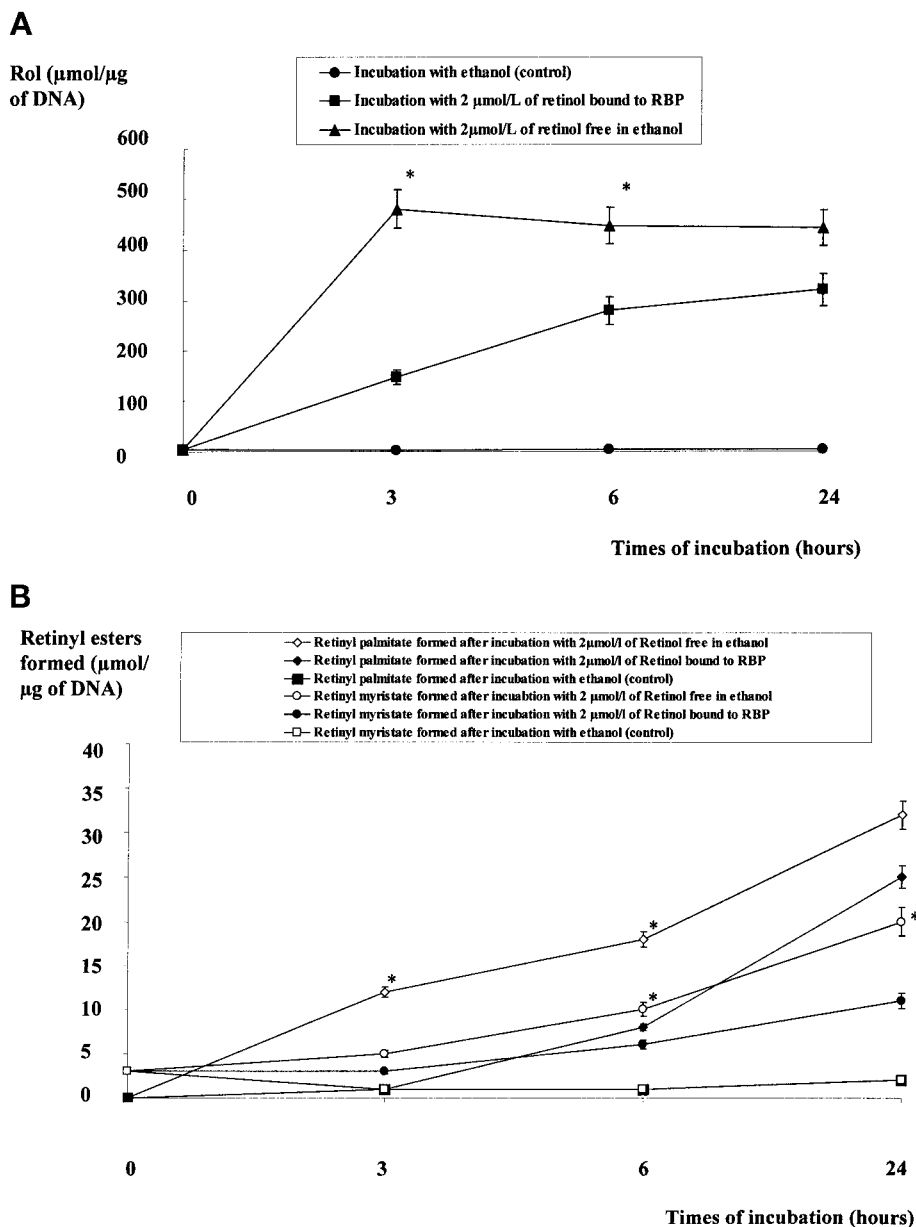 A
Rol (μmol/μg
of DNA)
Incubation with ethanol (control)
Incubation with 2 μmol/L of retinol bound to RBP
Incubation with 2μmol/L of retinol free in ethanol
600
500
400
300
200
100
0
*
*
0 3 6 24
Times of incubation (hours)
B
Retinyl esters
formed (μmol/
μg of DNA)
Retinyl palmitate formed after incubation with 2μmol/l of Retinol free in ethanol
Retinyl palmitate formed after incubation with 2μmol/l of Retinol bound to RBP
Retinyl palmitate formed after incubation with ethanol (control)
Retinyl myristate formed after incuabtion with 2 μmol/l of Retinol free in ethanol
Retinyl myristate formed after incubation with 2 μmol/l of Retinol bound to RBP
Retinyl myristate formed after incubation with ethanol (control)
40
35
30
25
20
15
10
5
0
*
*
*
*
0 3 6 24
Times of incubation (hours)